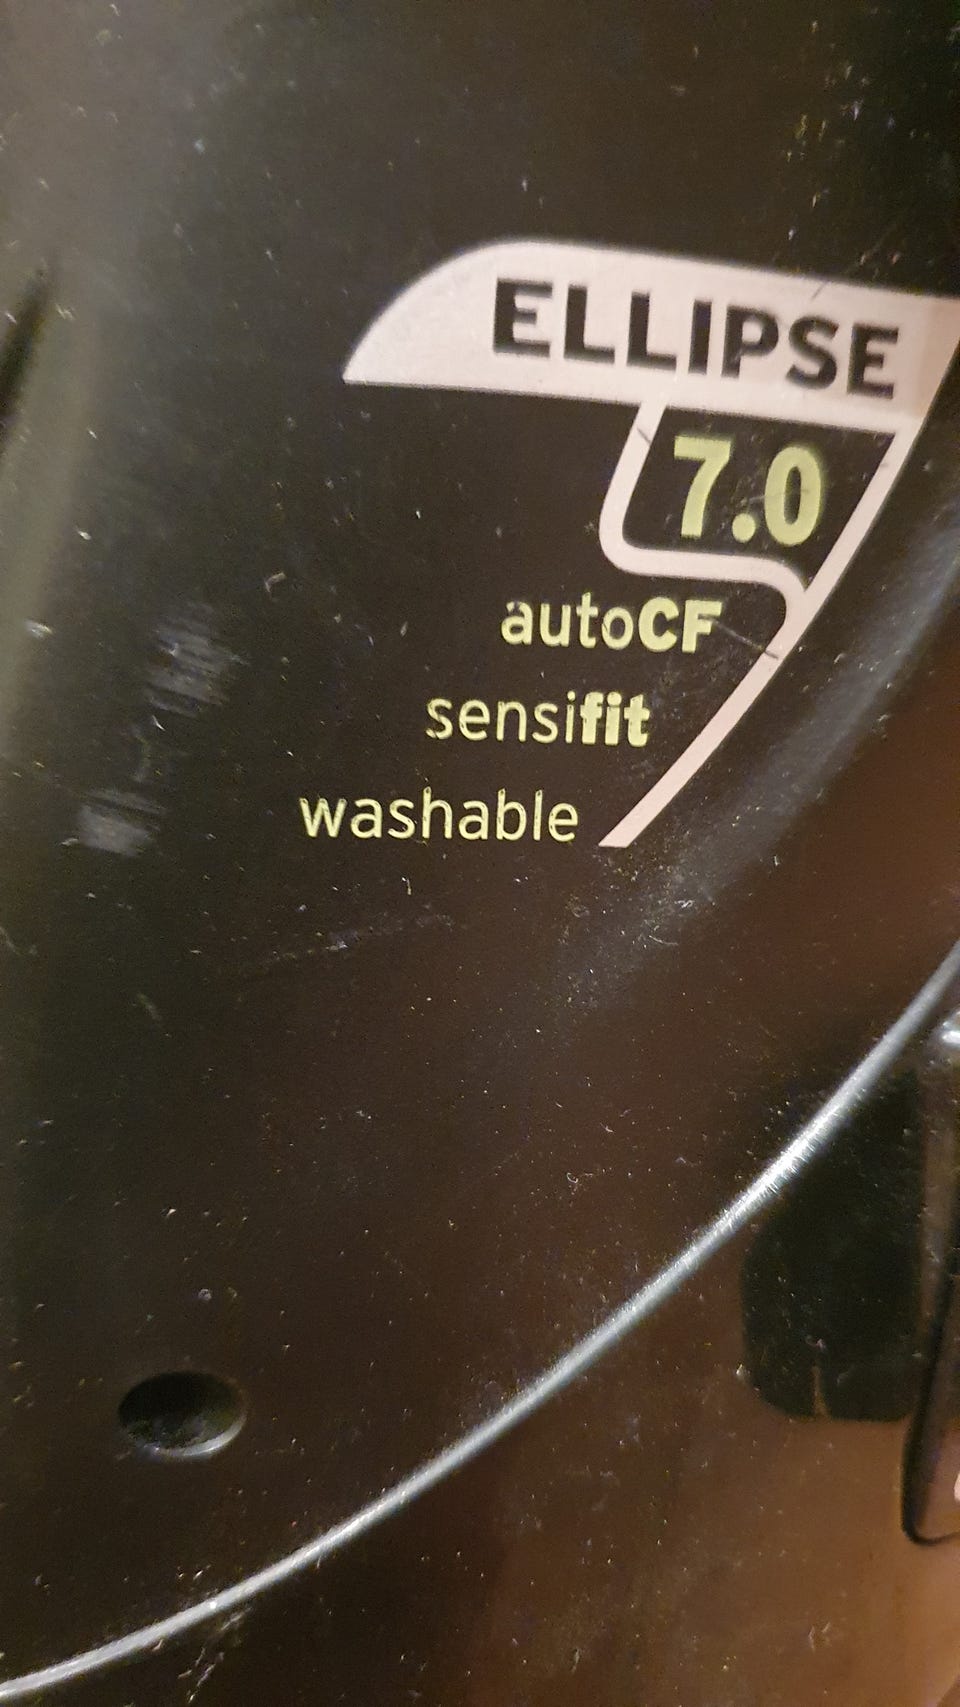 ELLIPSE
7.0
autoCF
sensifit
washable